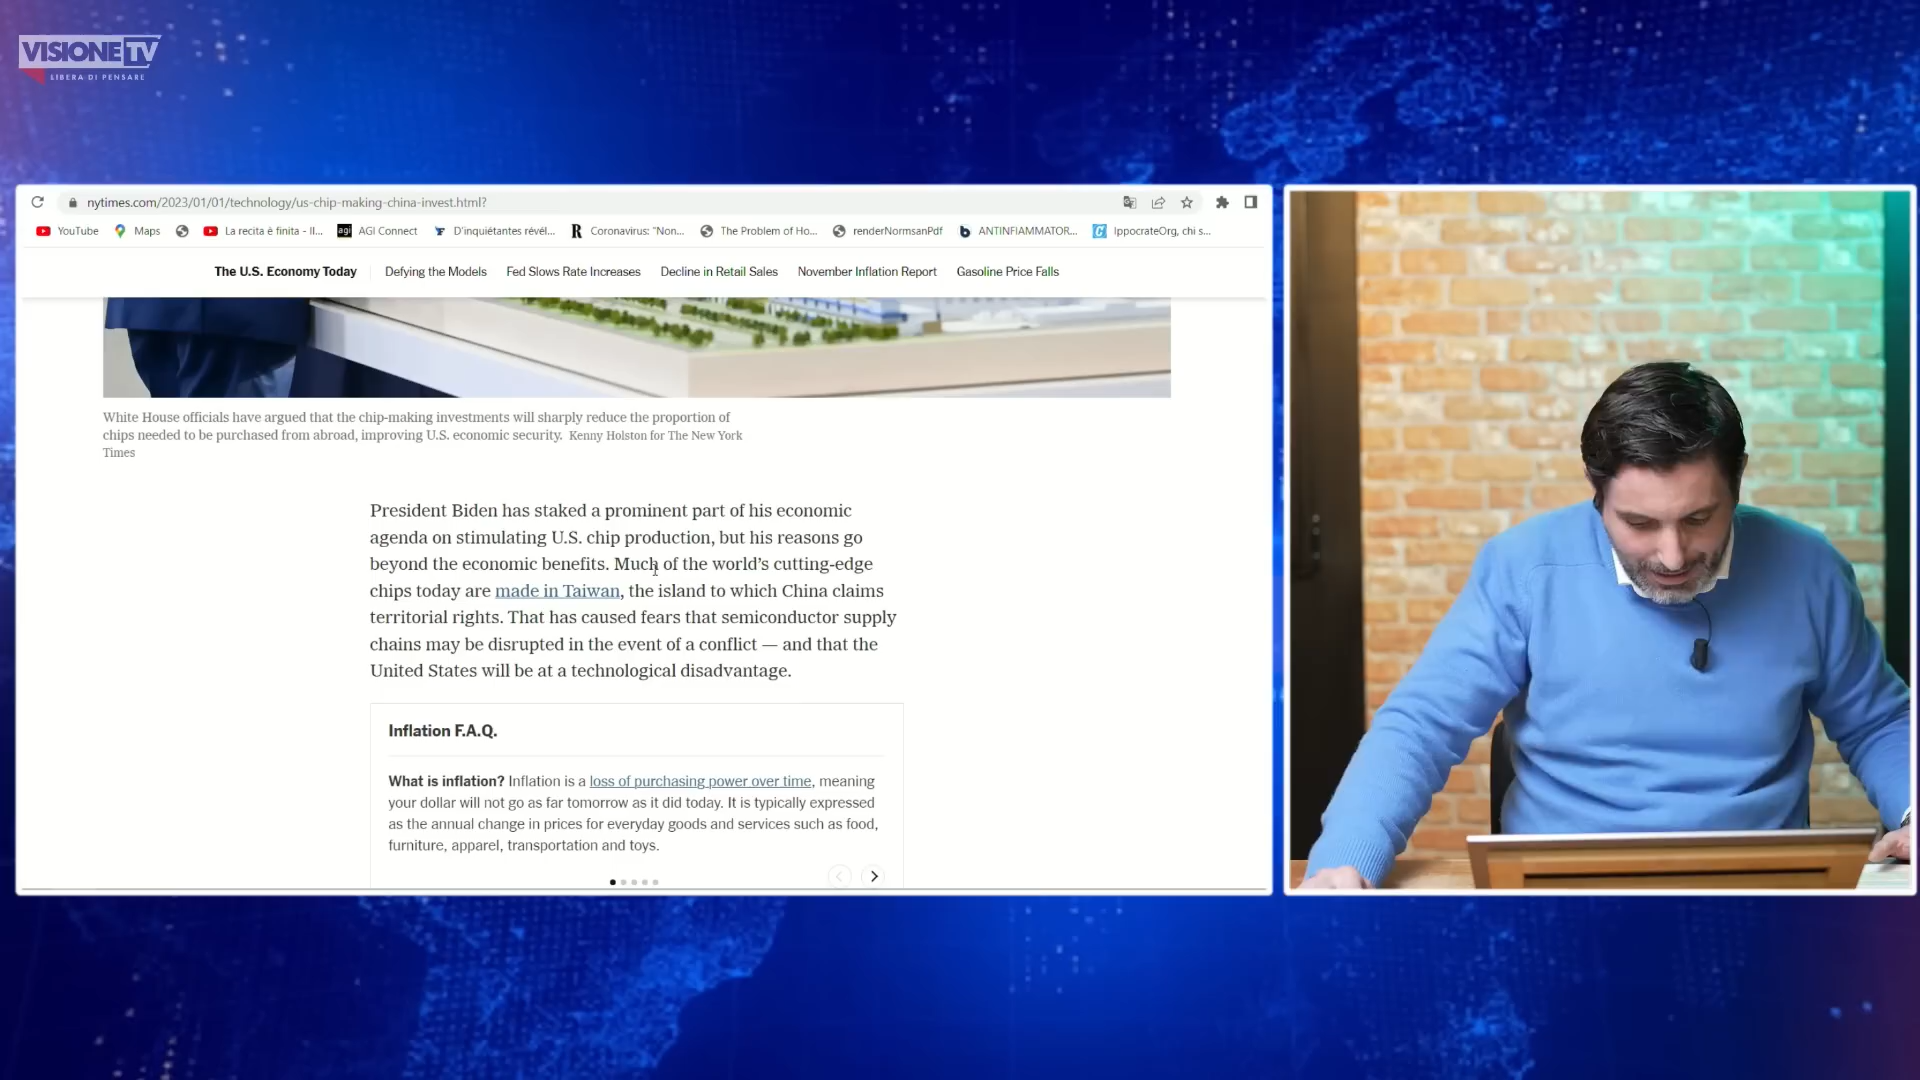 VISIONE TV
LIBERA DI PENSARE
nytimes.com/2023/01/01/technology/us-chip-making-china-invest.html?
YouTube
Maps
La recita è finita - Il...
agi
AGI Connect
D'inquiétantes révél...
R
Coronavirus: "Non...
The Problem of Ho...
renderNormsanPdf
b
ANTINFIAMMATOR...
IppocrateOrg, chi s...
The U.S. Economy Today
Defying the Models
Fed Slows Rate Increases
Decline in Retail Sales
November Inflation Report
Gasoline Price Falls
White House officials have argued that the chip-making investments will sharply reduce the proportion of
chips needed to be purchased from abroad, improving U.S. economic security. Kenny Holston for The New York
Times
President Biden has staked a prominent part of his economic
agenda on stimulating U.S. chip production, but his reasons go
beyond the economic benefits. Much of the world’s cutting-edge
chips today are made in Taiwan, the island to which China claims
territorial rights. That has caused fears that semiconductor supply
chains may be disrupted in the event of a conflict — and that the
United States will be at a technological disadvantage.
Inflation F.A.Q.
What is inflation? Inflation is a loss of purchasing power over time, meaning
your dollar will not go as far tomorrow as it did today. It is typically expressed
as the annual change in prices for everyday goods and services such as food,
furniture, apparel, transportation and toys.